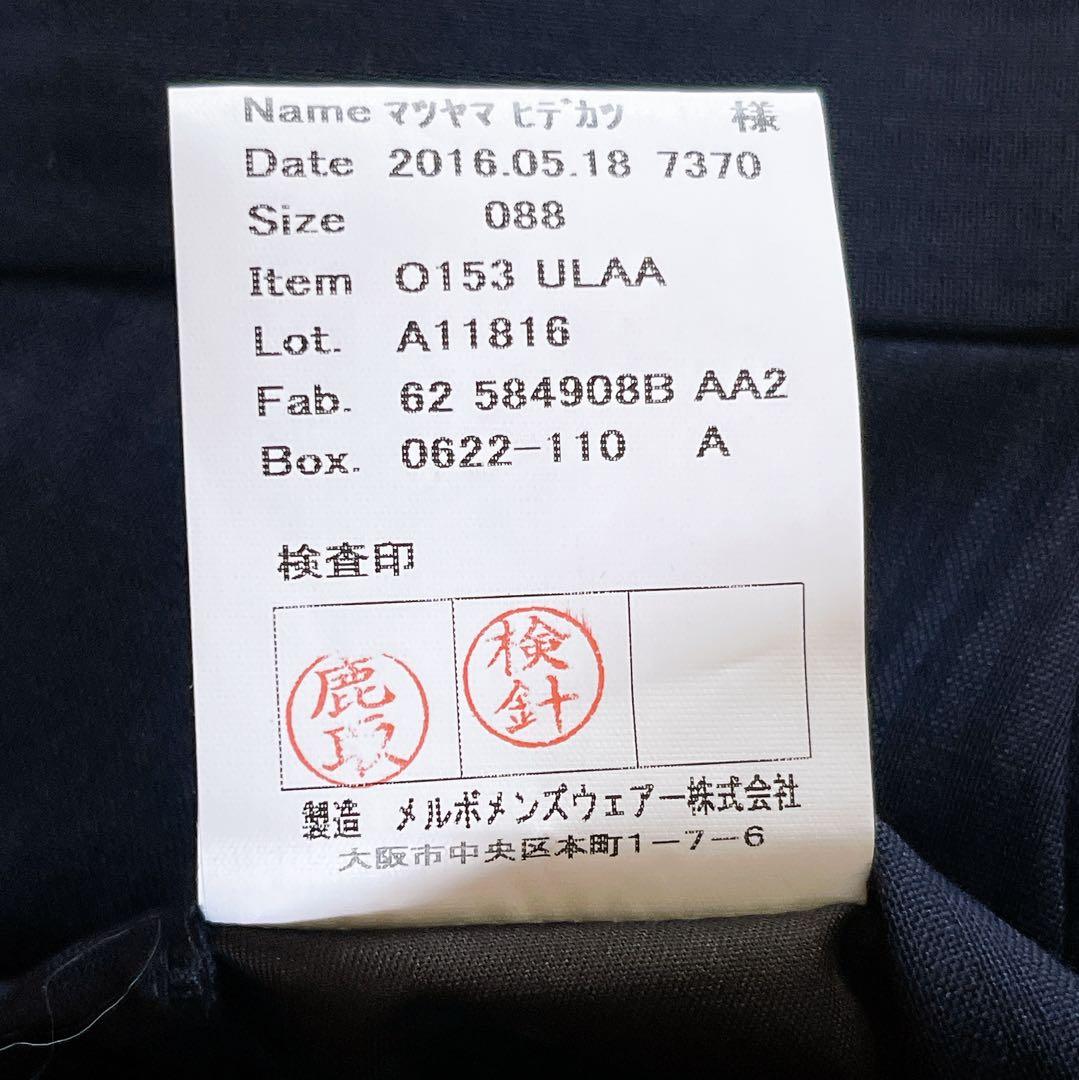 Name マツヤマ ヒデカツ 様
Date 2016.05.18 7370
Size 088
Item O153 ULAA
Lot. A11816
Fab. 62 584908B AA2
Box. 0622-110 A
検査印
鹿取
検針
製造 メルボメンズウェアー株式会社
大阪市中央区本町1-7-6